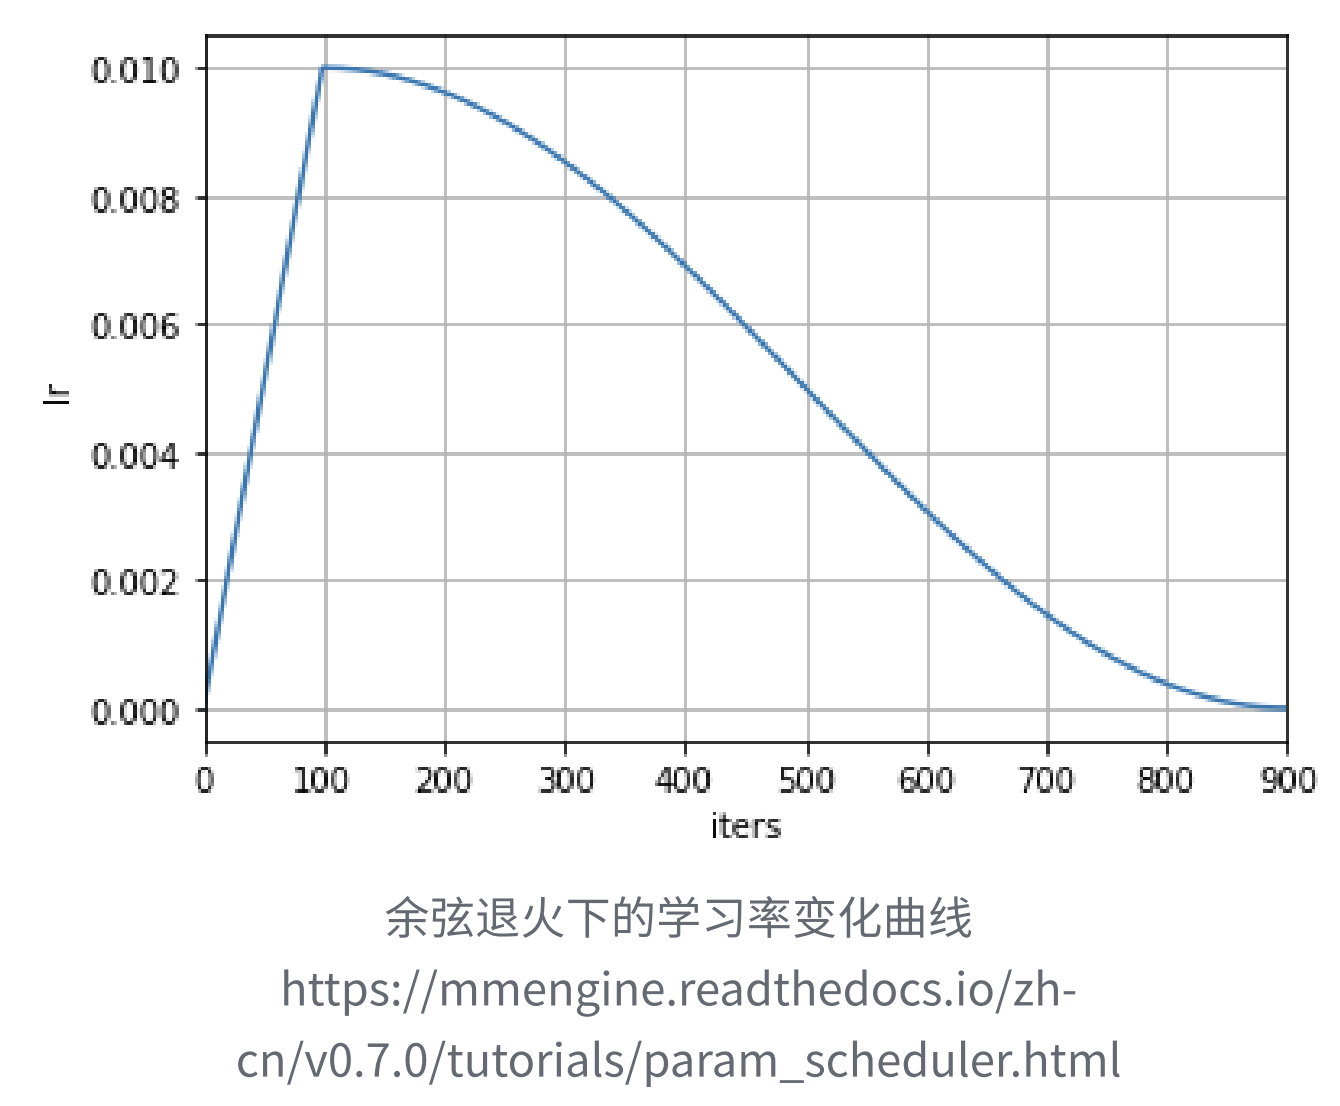 0.010
0.008
0.006
0.004
0.002
0.000
lr
0 100 200 300 400 500 600 700 800 900
iters
余弦退火下的学习率变化曲线
https://mmengine.readthedocs.io/zh-
cn/v0.7.0/tutorials/param_scheduler.html